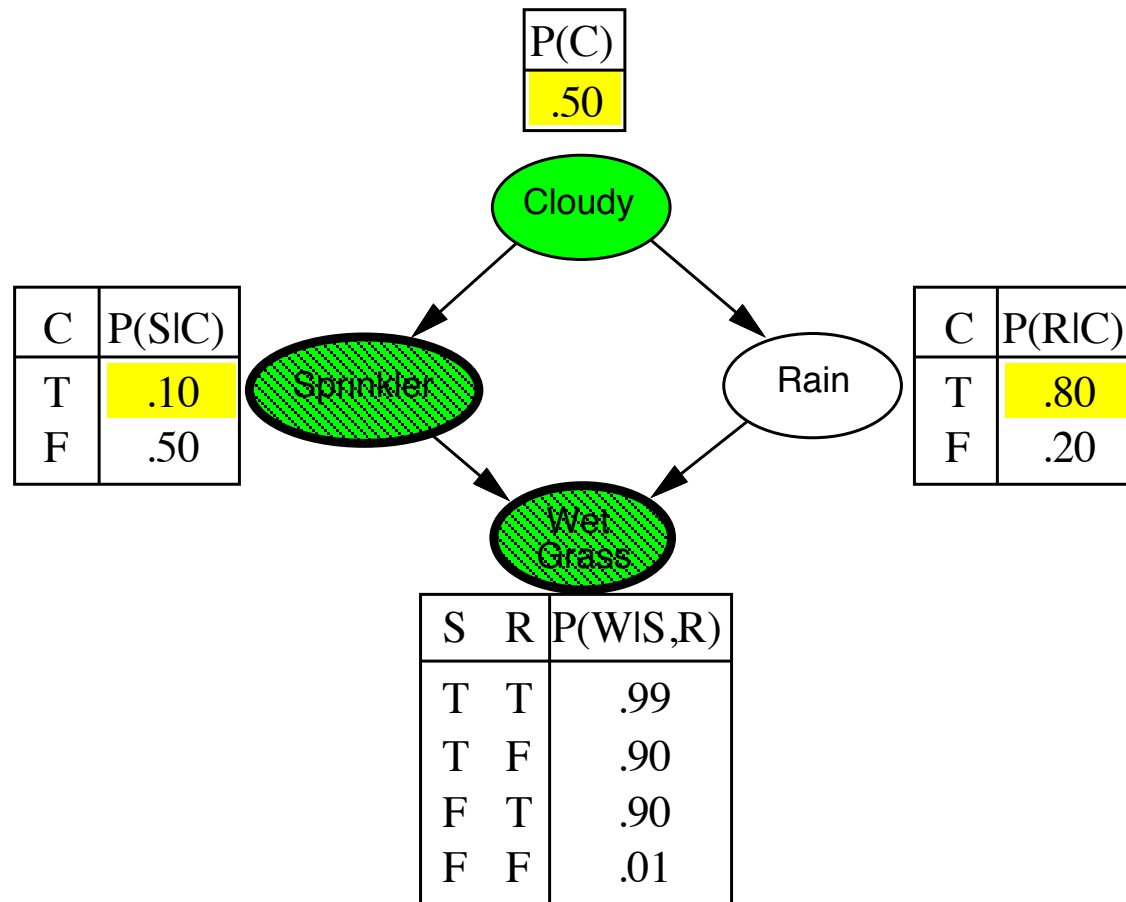 P(C)
.50
Cloudy
C P(S|C)
T .10
F .50
Sprinkler
Rain
C P(R|C)
T .80
F .20
Wet
Grass
S R P(W|S,R)
T T .99
T F .90
F T .90
F F .01